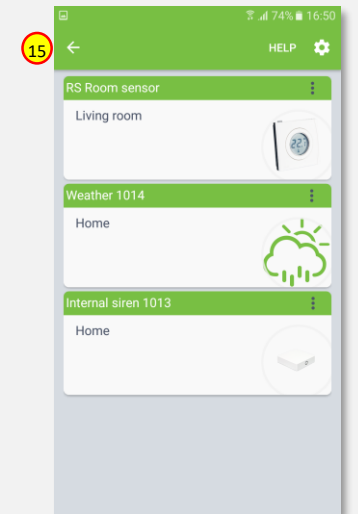 74% 16:50
15
HELP
RS Room sensor
Living room
Weather 1014
Home
Internal siren 1013
Home